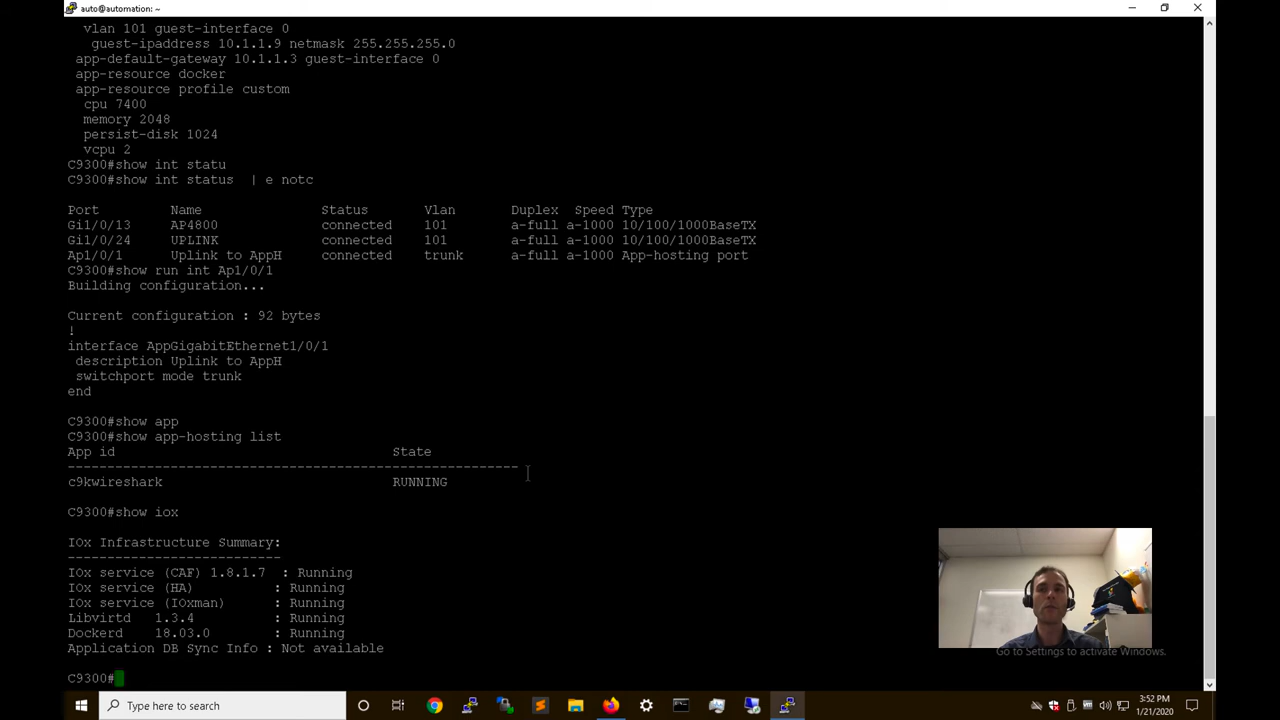 auto@automation: ~
vlan 101 guest-interface 0
guest-ipaddress 10.1.1.9 netmask 255.255.255.0
app-default-gateway 10.1.1.3 guest-interface 0
app-resource docker
app-resource profile custom
cpu 7400
memory 2048
persist-disk 1024
vcpu 2
C9300#show int statu
C9300#show int status  | e notc
Port Name Status Vlan Duplex Speed Type
Gi1/0/13 AP4800 connected 101 a-full a-1000 10/100/1000BaseTX
Gi1/0/24 UPLINK connected 101 a-full a-1000 10/100/1000BaseTX
Ap1/0/1 Uplink to AppH connected trunk a-full a-1000 App-hosting port
C9300#show run int Ap1/0/1
Building configuration...
Current configuration : 92 bytes
!
interface AppGigabitEthernet1/0/1
description Uplink to AppH
switchport mode trunk
end
C9300#show app
C9300#show app-hosting list
App id State
---------------------------------------------------------
c9kwireshark RUNNING
C9300#show iox
IOx Infrastructure Summary:
---------------------------
IOx service (CAF) 1.8.1.7 : Running
IOx service (HA) : Running
IOx service (IOxman) : Running
Libvirtd 1.3.4 : Running
Dockerd 18.03.0 : Running
Application DB Sync Info : Not available
C9300#
Go to Settings to activate Windows.
Type here to search
3:52 PM
1/21/2020